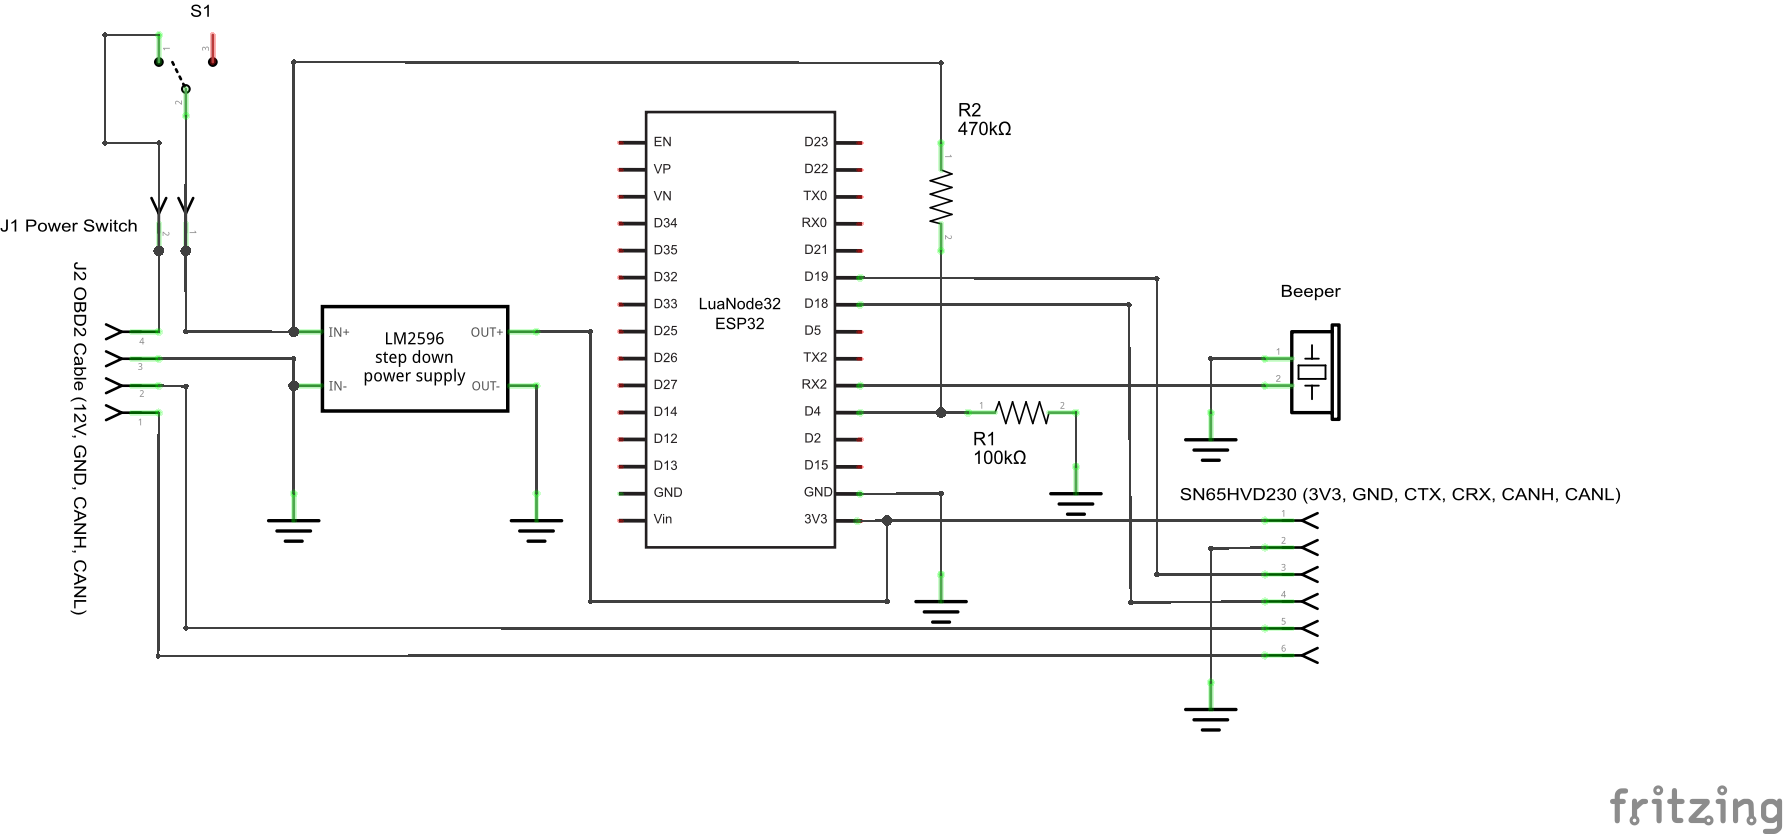 S1
1
3
2
R2
470kΩ
1
2
J1 Power Switch
2
1
J2 OBD2 Cable (12V, GND, CANH, CANL)
4
3
2
1
IN+
IN-
LM2596
step down
power supply
OUT+
OUT-
EN
VP
VN
D34
D35
D32
D33
D25
D26
D27
D14
D12
D13
GND
Vin
LuaNode32
ESP32
D23
D22
TX0
RX0
D21
D19
D18
D5
TX2
RX2
D4
D2
D15
GND
3V3
1
2
R1
100kΩ
Beeper
1
2
SN65HVD230 (3V3, GND, CTX, CRX, CANH, CANL)
1
2
3
4
5
6
fritzing